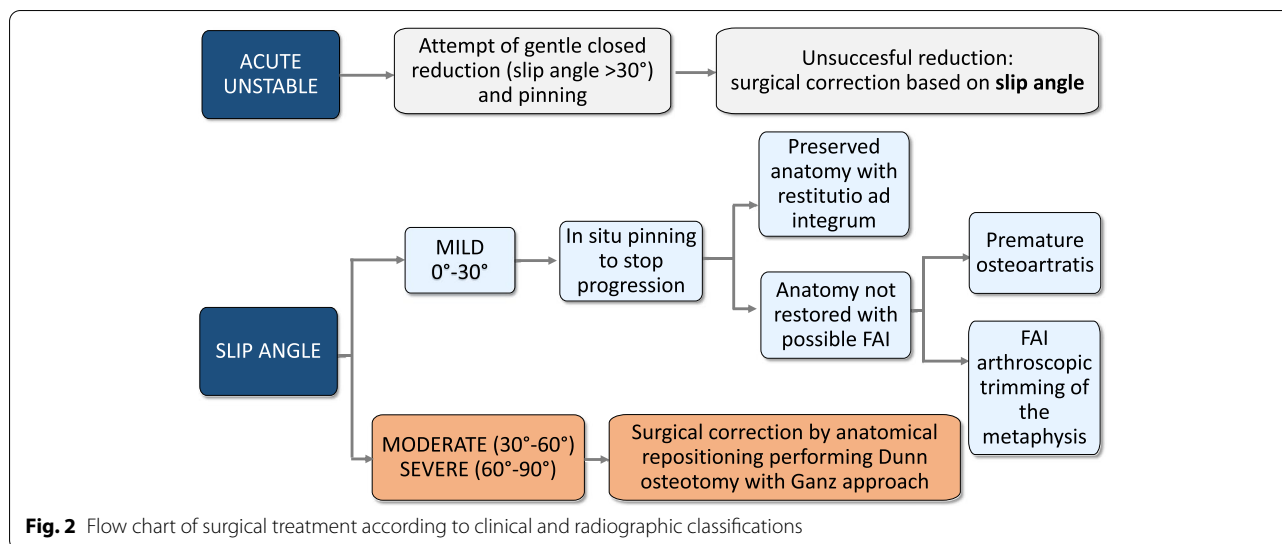 ACUTE
UNSTABLE
Attempt of gentle closed
reduction (slip angle >30°)
and pinning
Unsuccesful reduction:
surgical correction based on slip angle
SLIP ANGLE
MILD
0°-30°
In situ pinning
to stop
progression
Preserved
anatomy with
restitutio ad
integrum
Anatomy not
restored with
possible FAI
Premature
osteoartratis
FAI
arthroscopic
trimming of
the
metaphysis
MODERATE (30°-60°)
SEVERE (60°-90°)
Surgical correction by anatomical
repositioning performing Dunn
osteotomy with Ganz approach
Fig. 2 Flow chart of surgical treatment according to clinical and radiographic classifications